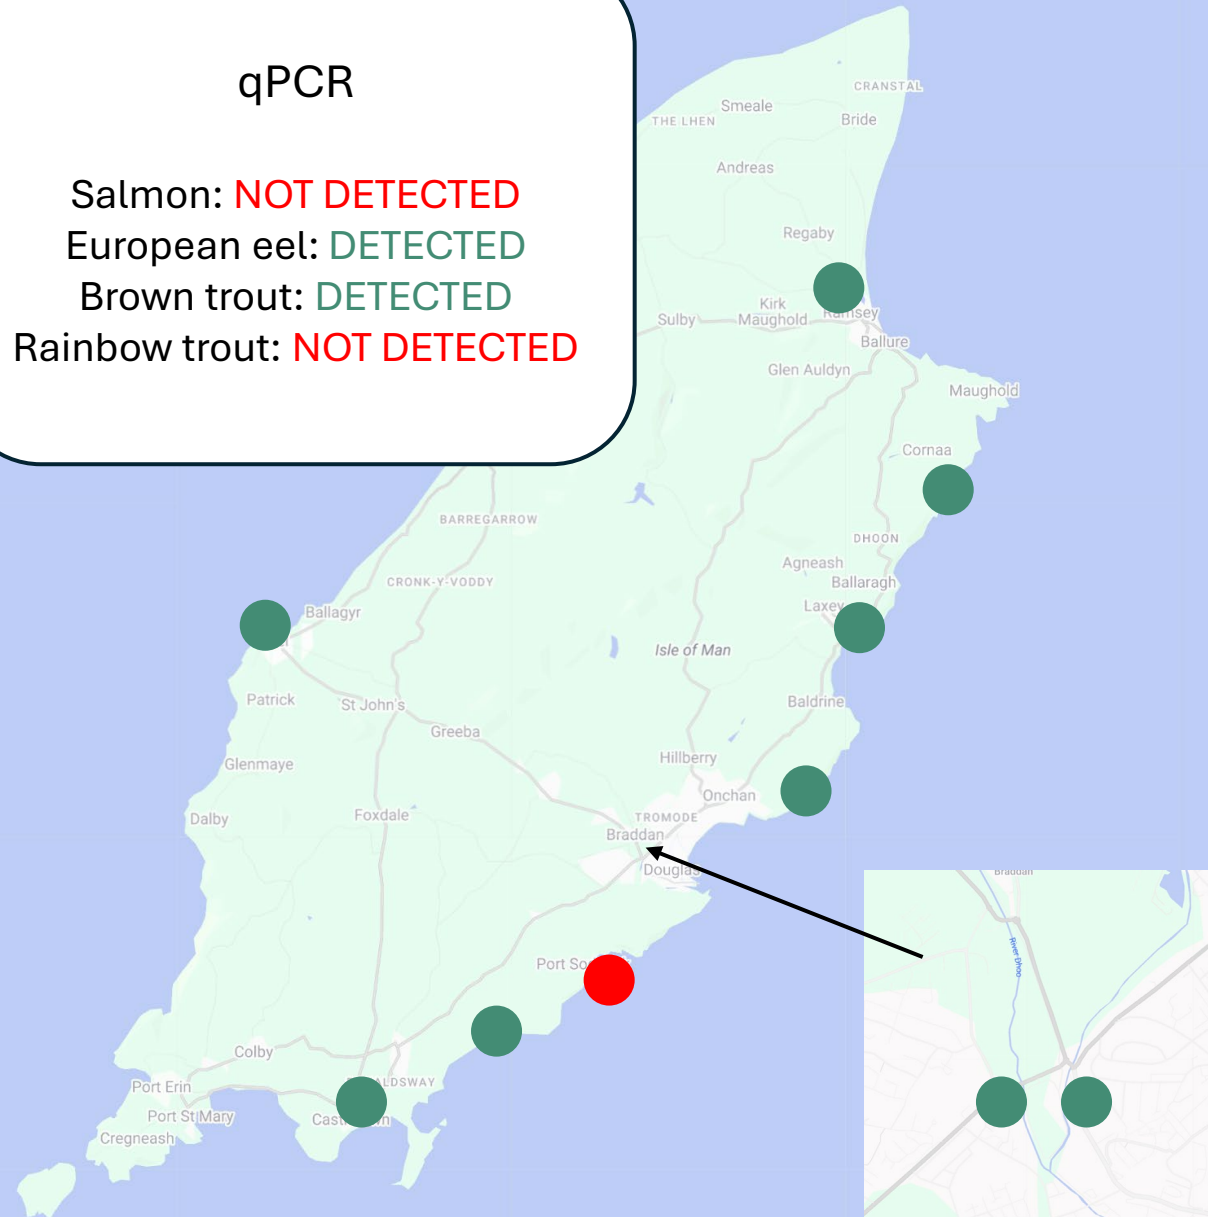 qPCR
Salmon: NOT DETECTED
European eel: DETECTED
Brown trout: DETECTED
Rainbow trout: NOT DETECTED
CRANSTAL
Smeale
THE LHEN
Bride
Andreas
Regaby
Kirk
Maughold
Ramsey
Sulby
Ballure
Glen Auldyn
Maughold
Cornaa
BARREGARROW
DHOON
Agneash
CRONK-Y-VODDY
Ballaragh
Laxey
Ballagyr
Isle of Man
Patrick
St John's
Baldrine
Greeba
Hillberry
Glenmaye
Onchan
Dalby
Foxdale
TROMODE
Braddan
Douglas
Braddan
River Dhoo
Port So
Colby
ALDSWAY
Port Erin
Port St Mary
Cast
Cregneash